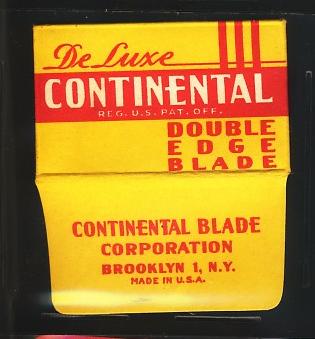 De Luxe
CONTINENTAL
REG. U.S. PAT. OFF.
DOUBLE
EDGE
BLADE
CONTINENTAL BLADE
CORPORATION
BROOKLYN 1, N.Y.
MADE IN U.S.A.